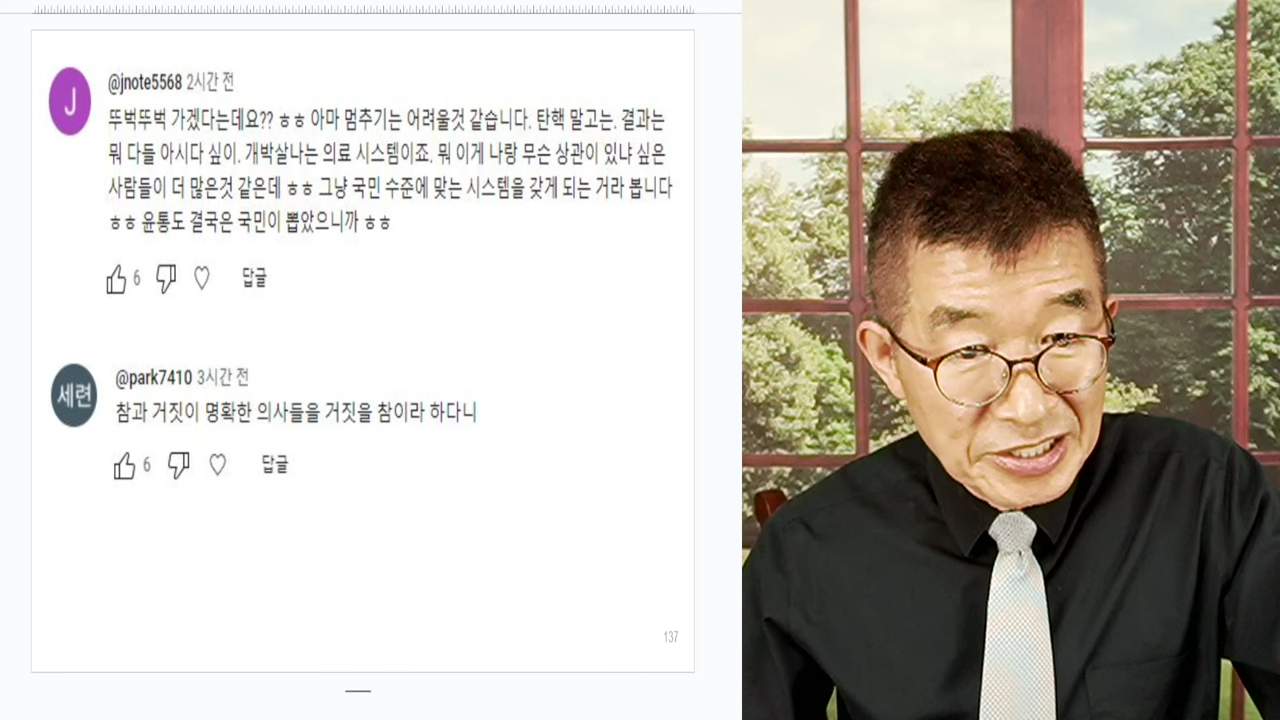 J
@jnote5568 2시간 전
뚜벅뚜벅 가겠다는데요?? ㅎㅎ 아마 멈추기는 어려울것 같습니다. 탄핵 말고는. 결과는
뭐 다들 아시다 싶이. 개박살나는 의료 시스템이죠. 뭐 이게 나랑 무슨 상관이 있냐 싶은
사람들이 더 많은것 같은데 ㅎㅎ 그냥 국민 수준에 맞는 시스템을 갖게 되는 거라 봅니다
ㅎㅎ 윤통도 결국은 국민이 뽑았으니까 ㅎㅎ
6 답글
세련
@park7410 3시간 전
참과 거짓이 명확한 의사들을 거짓을 참이라 하다니
6 답글
137